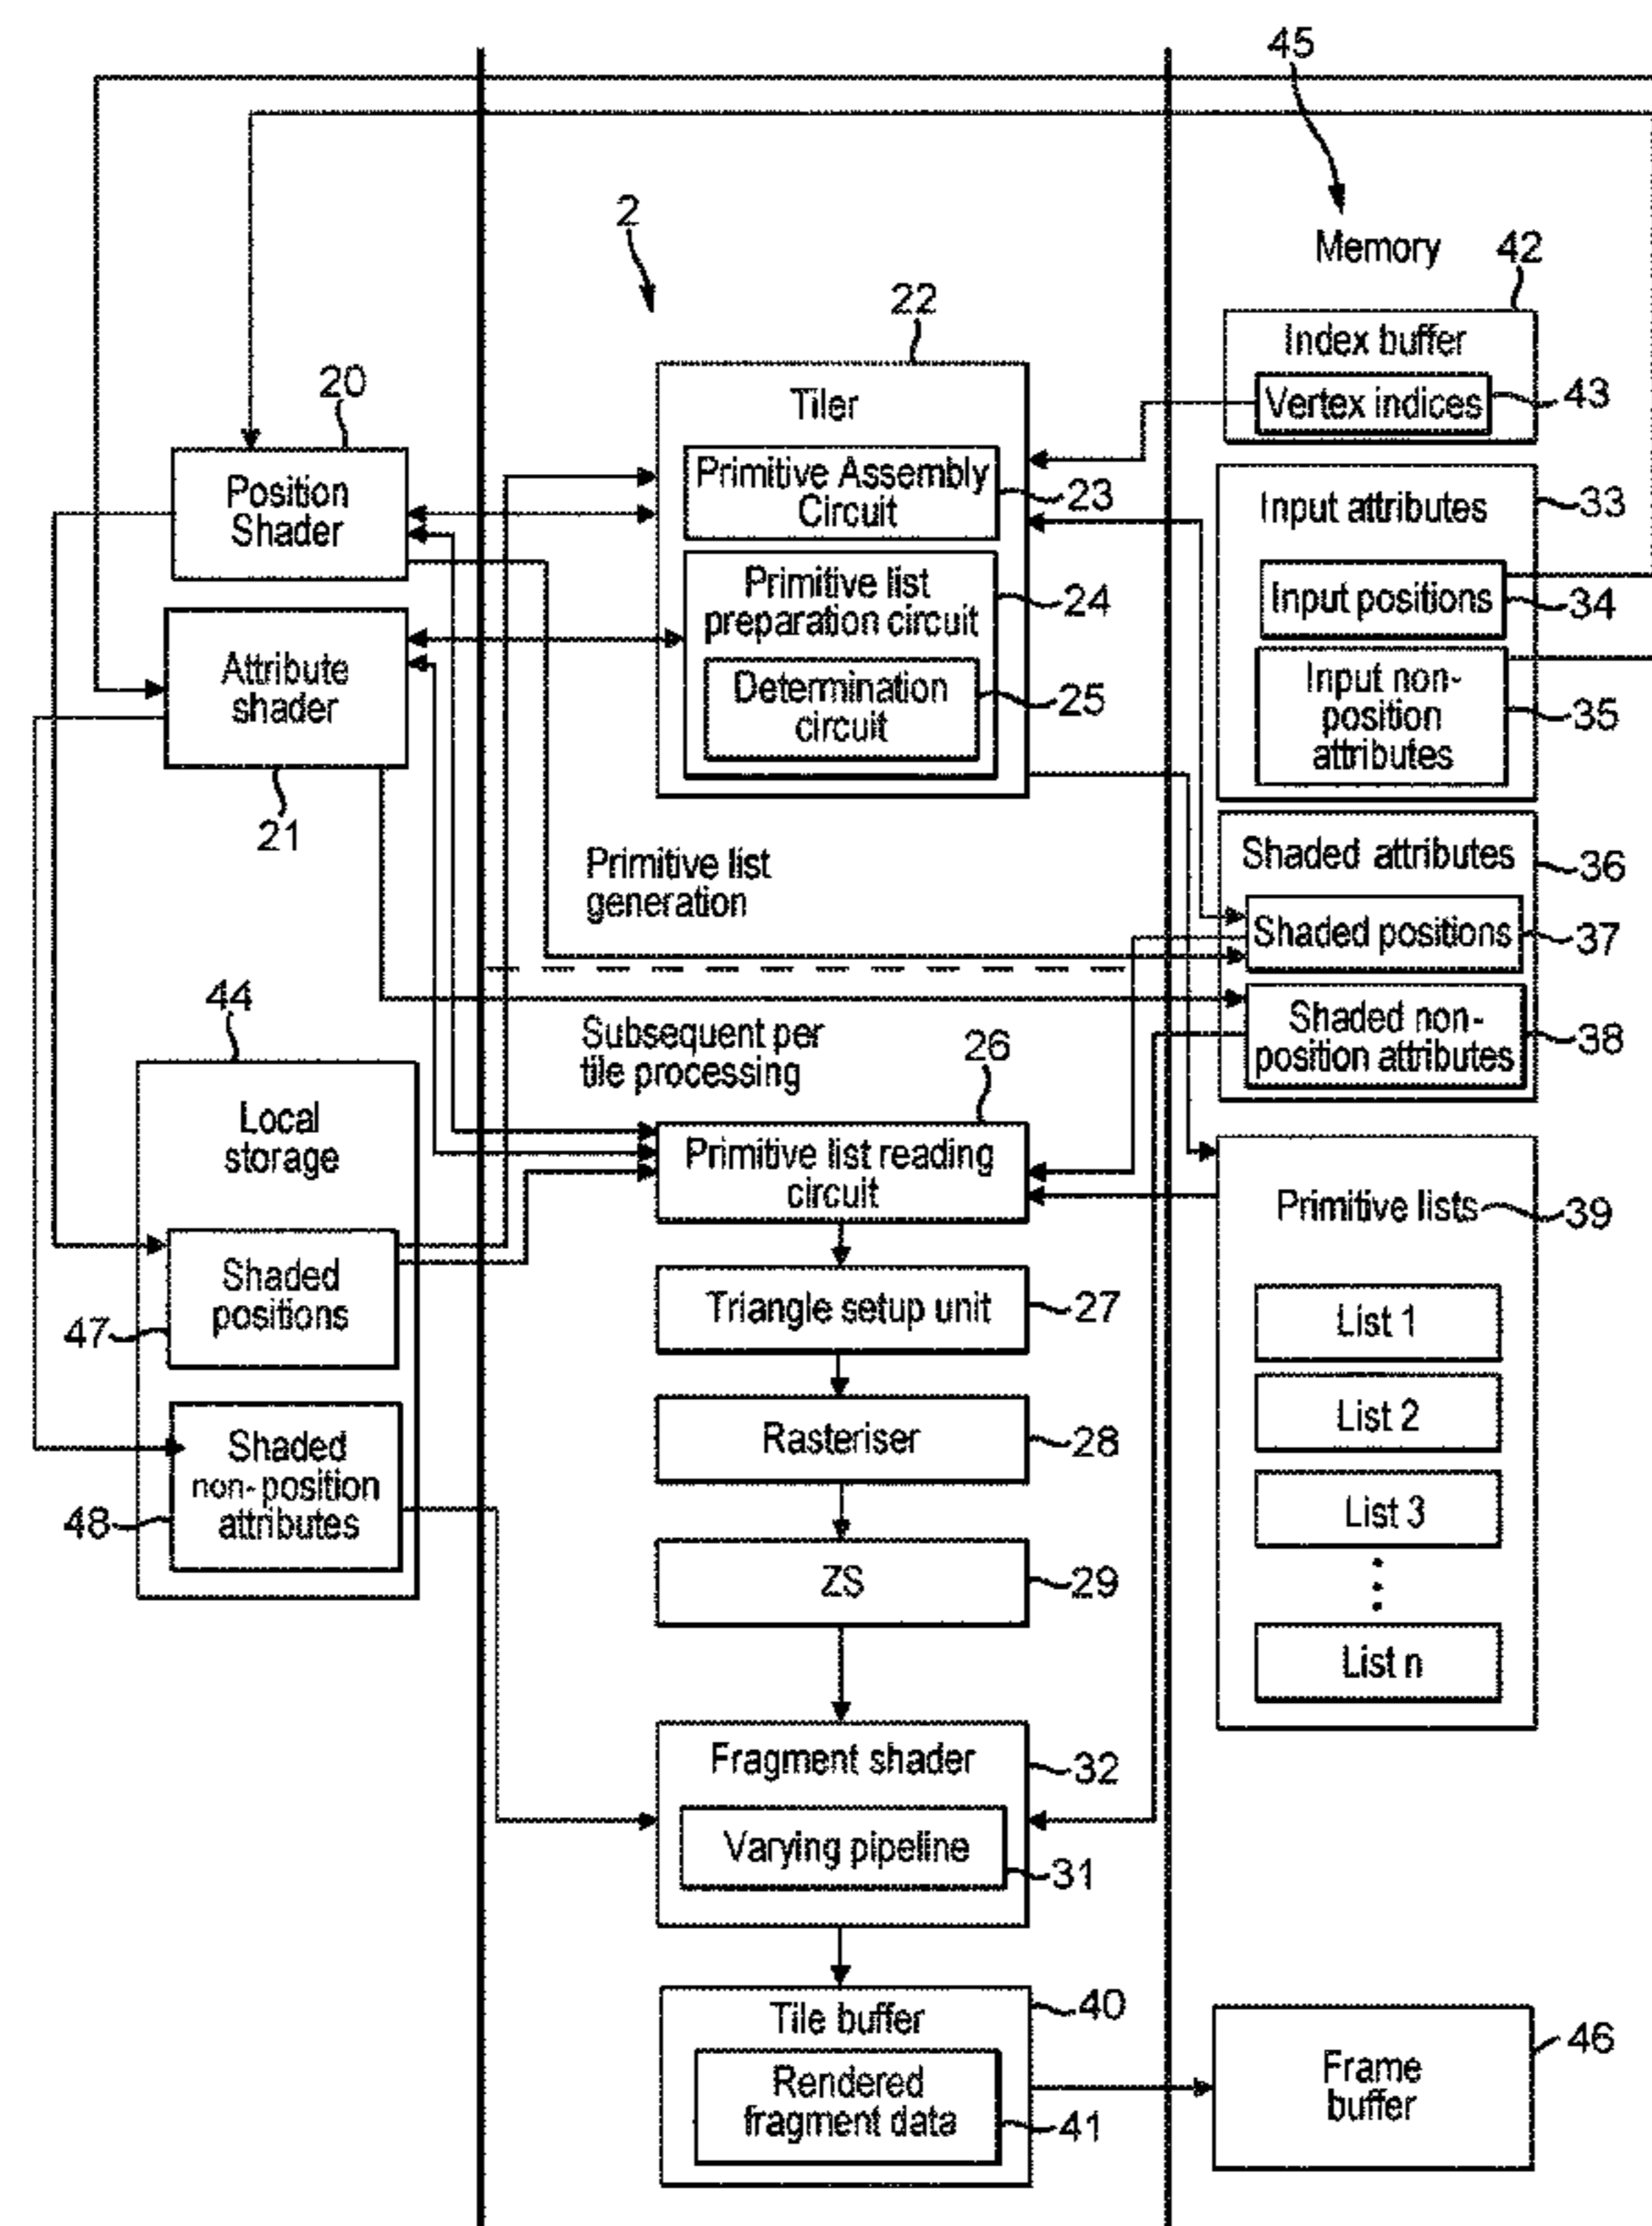 45
2
Memory
42
22
Index buffer
Vertex indices
43
20
Tiler
Position
Shader
Primitive Assembly
Circuit
23
Input attributes
33
Primitive list
preparation circuit
24
Input positions
34
Attribute
shader
Determination
circuit
25
Input non-
position
attributes
35
21
Primitive list
generation
Shaded attributes
36
Shaded positions
37
44
Subsequent per
tile processing
26
Shaded non-
position attributes
38
Local
storage
Primitive list reading
circuit
Primitive lists
39
Shaded
positions
47
Triangle setup unit
27
List 1
List 2
Rasteriser
28
Shaded
non-position
attributes
48
List 3
ZS
29
List n
Fragment shader
32
Varying pipeline
31
Tile buffer
40
Rendered
fragment data
41
Frame
buffer
46